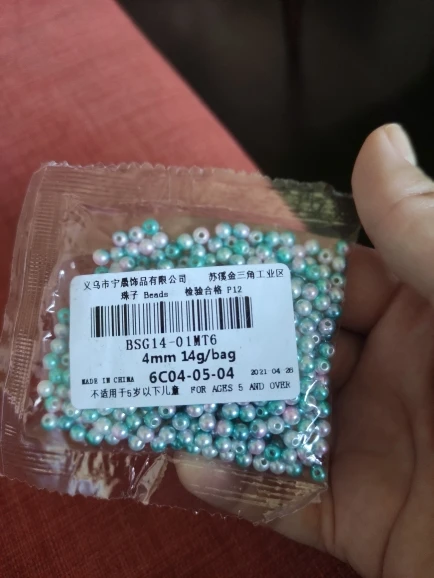 义乌市宁晨饰品有限公司 苏溪金三角工业区
珠子 Beads 检验合格 P12
BSG14-01MT6
4mm 14g/bag
MADE IN CHINA 6C04-05-04 2021-04-26
不适用于5岁以下儿童 FOR AGES 5 AND OVER